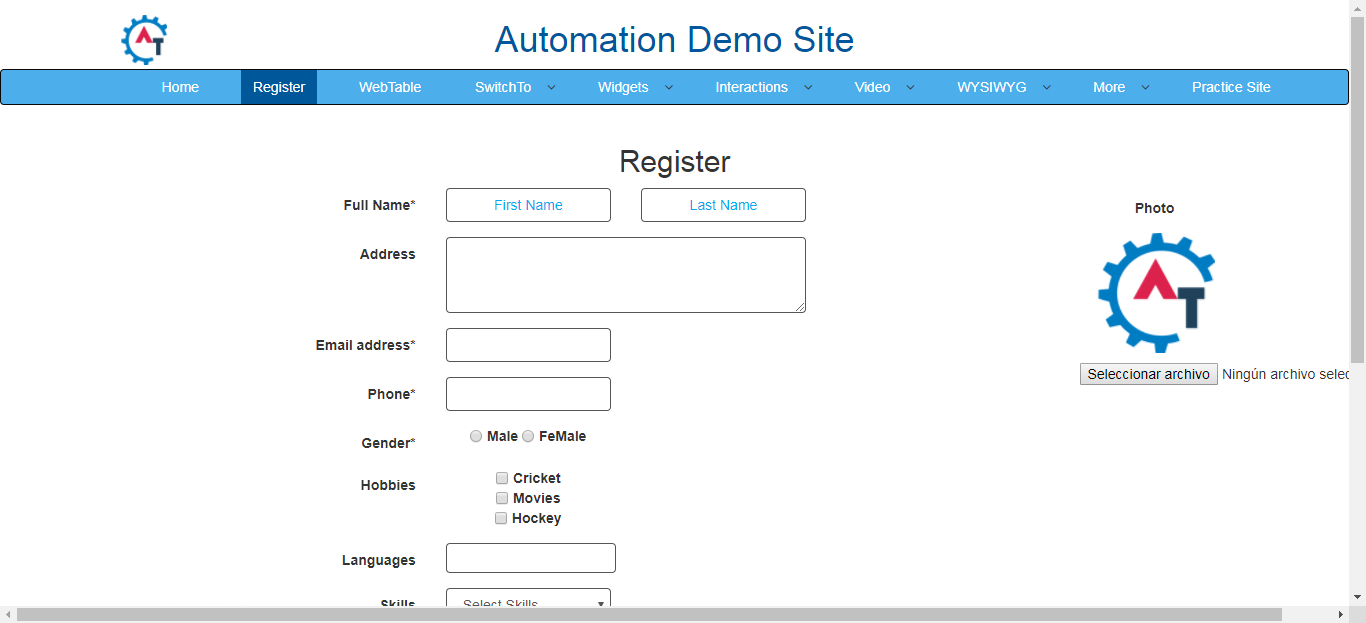 AT
Automation Demo Site
Home Register WebTable SwitchTo Widgets Interactions Video WYSIWYG More Practice Site
Register
Full Name* First Name Last Name
Photo
Address
AT
Email address*
Seleccionar archivo Ningún archivo selec
Phone*
Gender* Male FeMale
Hobbies Cricket
Movies
Hockey
Languages
Skills Select Skills